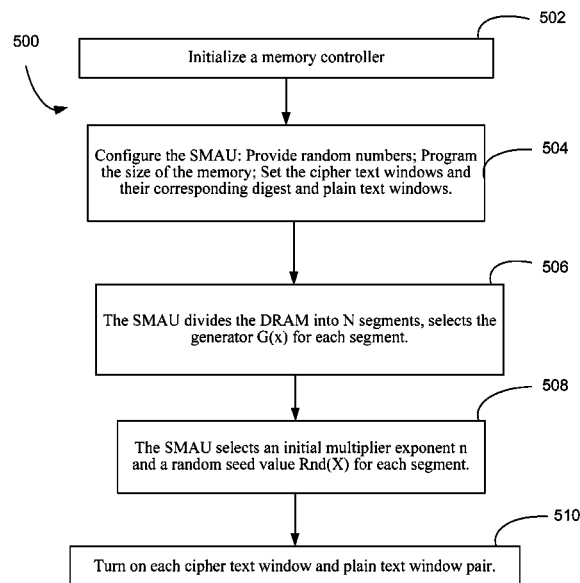 500
502
Initialize a memory controller
504
Configure the SMAU: Provide random numbers; Program
the size of the memory; Set the cipher text windows and
their corresponding digest and plain text windows.
506
The SMAU divides the DRAM into N segments, selects the
generator G(x) for each segment.
508
The SMAU selects an initial multiplier exponent n
and a random seed value Rnd(X) for each segment.
510
Turn on each cipher text window and plain text window pair.